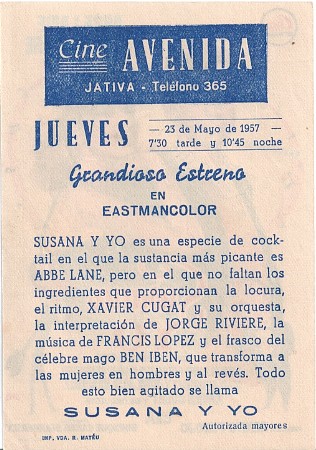 Cine AVENIDA
JATIVA - Teléfono 365
JUEVES
— 23 de Mayo de 1957 —
7'30 tarde y 10'45 noche
Grandioso Estreno
EN
EASTMANCOLOR
SUSANA Y YO es una especie de cock-
tail en el que la sustancia más picante es
ABBE LANE, pero en el que no faltan los
ingredientes que proporcionan la locura,
el ritmo, XAVIER CUGAT y su orquesta,
la interpretación de JORGE RIVIERE, la
música de FRANCIS LOPEZ y el frasco del
célebre mago BEN IBEN, que transforma a
las mujeres en hombres y al revés. Todo
esto bien agitado se llama
SUSANA Y YO
Autorizada mayores
IMP. VDA. B. MATÉU